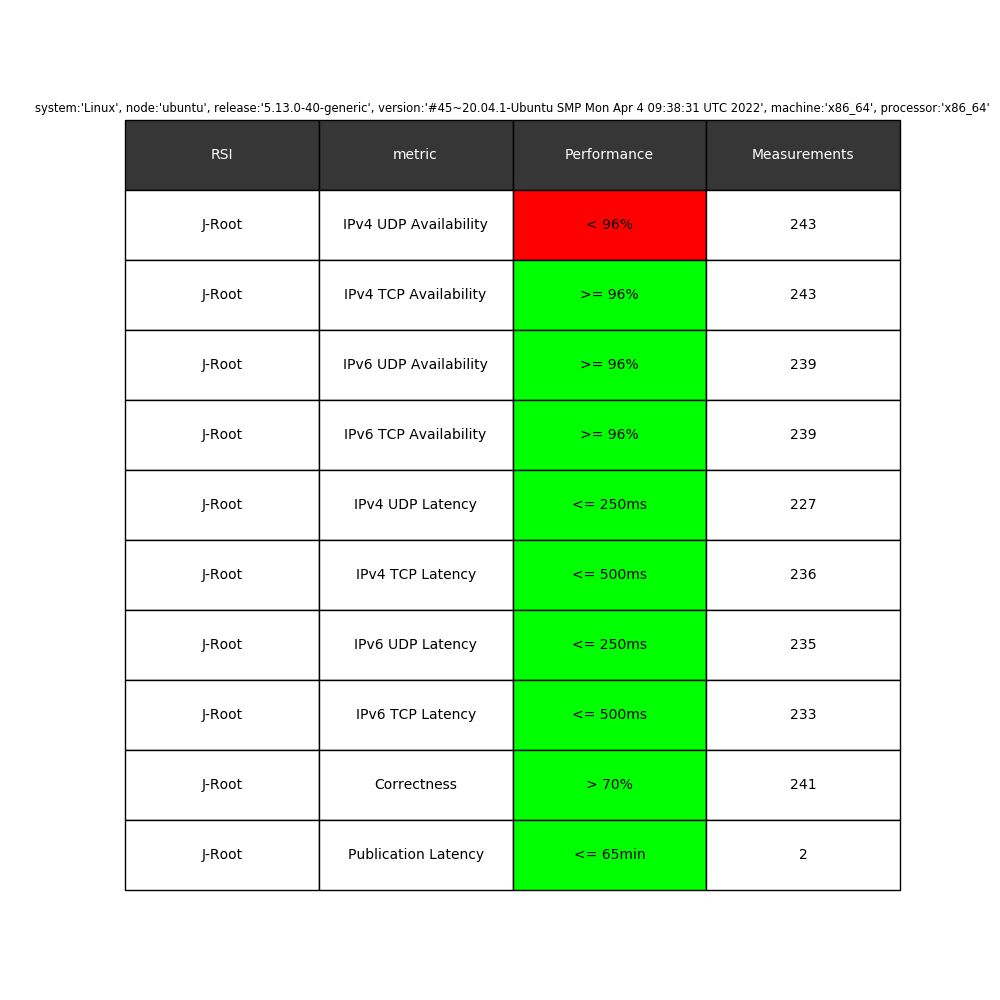 system:'Linux', node:'ubuntu', release:'5.13.0-40-generic', version:'#45~20.04.1-Ubuntu SMP Mon Apr 4 09:38:31 UTC 2022', machine:'x86_64', processor:'x86_64'
RSI metric Performance Measurements
J-Root IPv4 UDP Availability < 96% 243
J-Root IPv4 TCP Availability >= 96% 243
J-Root IPv6 UDP Availability >= 96% 239
J-Root IPv6 TCP Availability >= 96% 239
J-Root IPv4 UDP Latency <= 250ms 227
J-Root IPv4 TCP Latency <= 500ms 236
J-Root IPv6 UDP Latency <= 250ms 235
J-Root IPv6 TCP Latency <= 500ms 233
J-Root Correctness > 70% 241
J-Root Publication Latency <= 65min 2